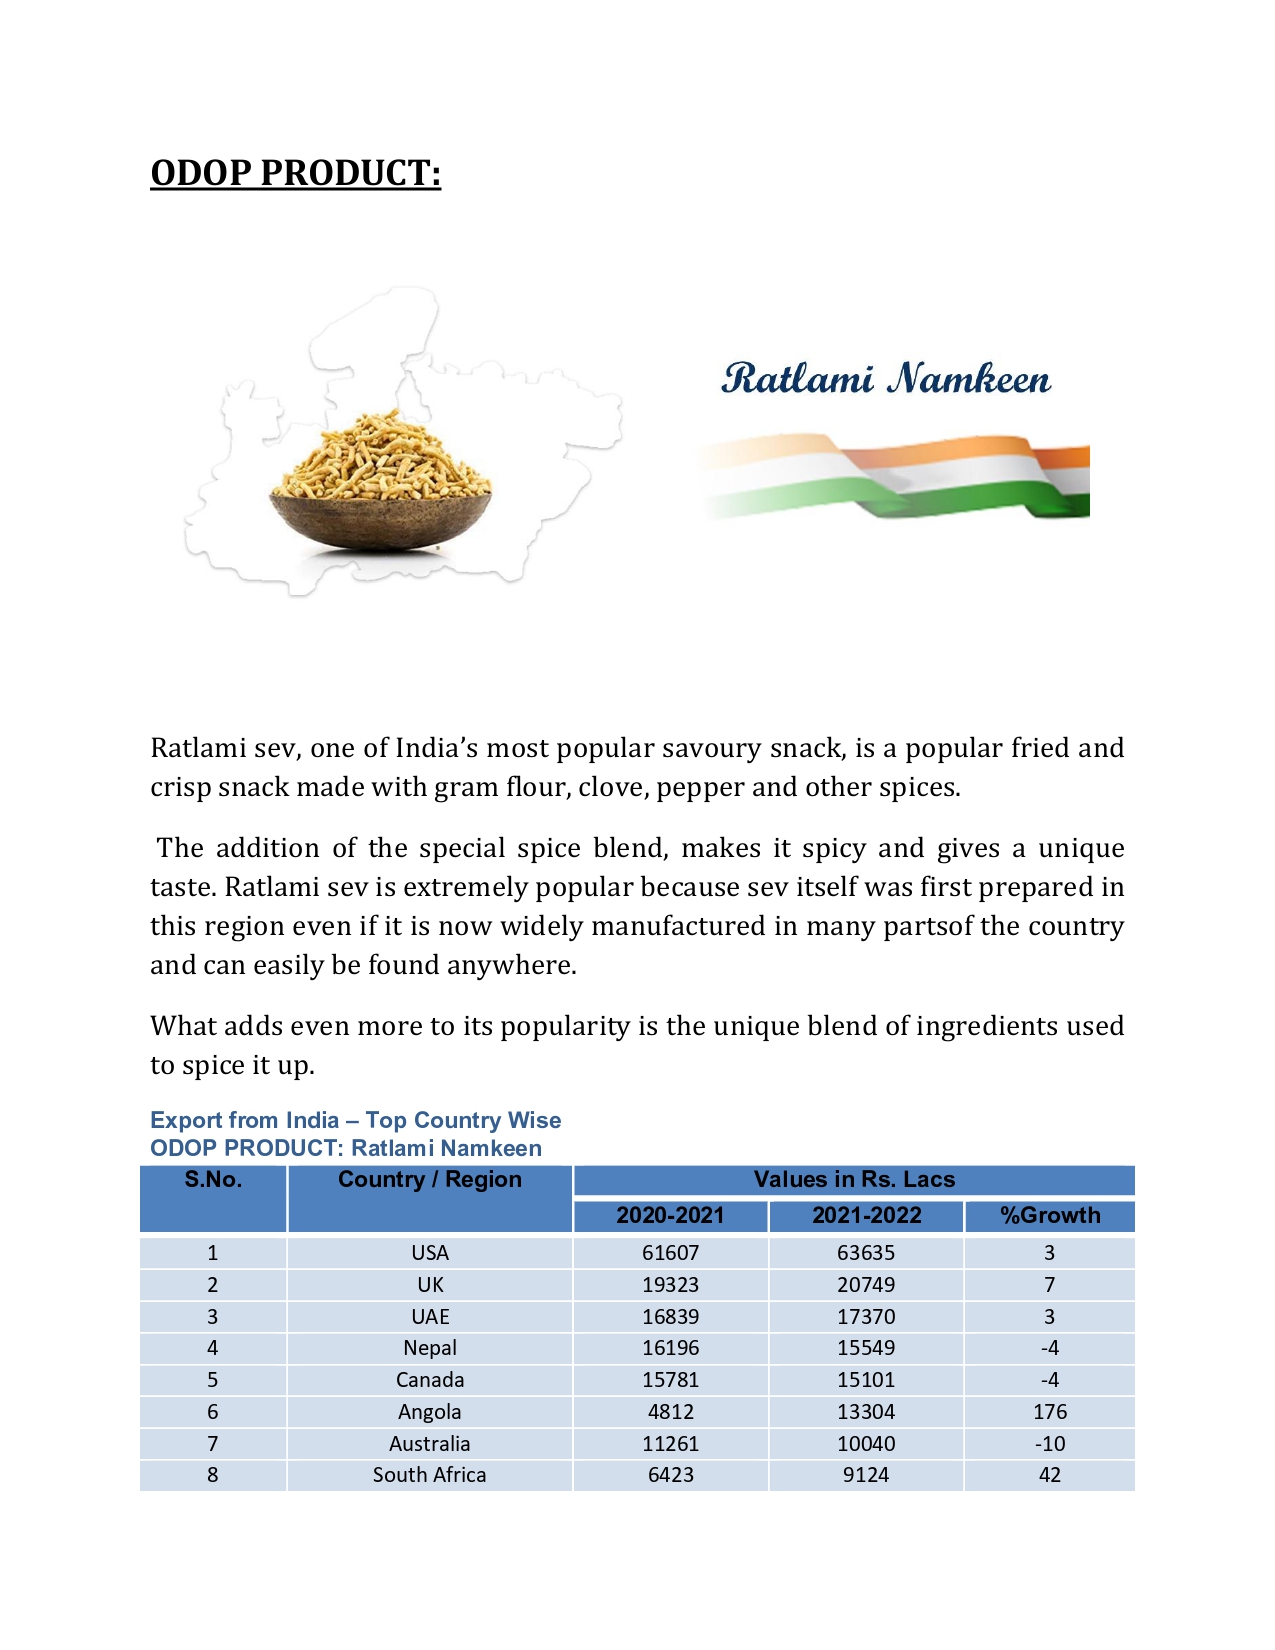 ODOP PRODUCT:
Ratlami Namkeen
Ratlami sev, one of India’s most popular savoury snack, is a popular fried and
crisp snack made with gram flour, clove, pepper and other spices.
The addition of the special spice blend, makes it spicy and gives a unique
taste. Ratlami sev is extremely popular because sev itself was first prepared in
this region even if it is now widely manufactured in many partsof the country
and can easily be found anywhere.
What adds even more to its popularity is the unique blend of ingredients used
to spice it up.
Export from India – Top Country Wise
ODOP PRODUCT: Ratlami Namkeen
S.No. Country / Region Values in Rs. Lacs
2020-2021 2021-2022 %Growth
1 USA 61607 63635 3
2 UK 19323 20749 7
3 UAE 16839 17370 3
4 Nepal 16196 15549 -4
5 Canada 15781 15101 -4
6 Angola 4812 13304 176
7 Australia 11261 10040 -10
8 South Africa 6423 9124 42